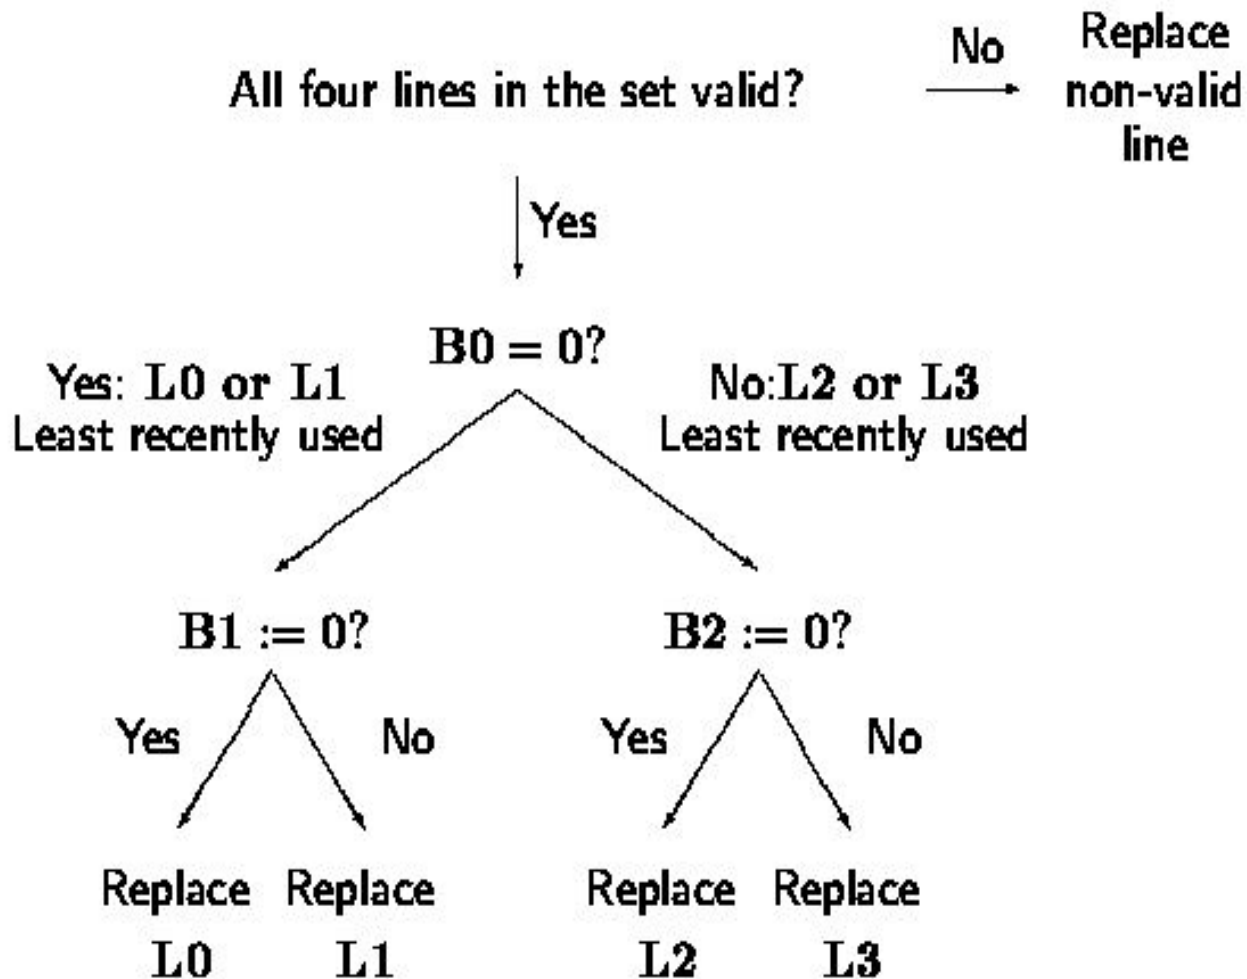 No
Replace
All four lines in the set valid?
non-valid
line
Yes
B0 = 0?
Yes: L0 or L1
Least recently used
No:L2 or L3
Least recently used
B1 := 0?
B2 := 0?
Yes
No
Yes
No
Replace
L0
Replace
L1
Replace
L2
Replace
L3